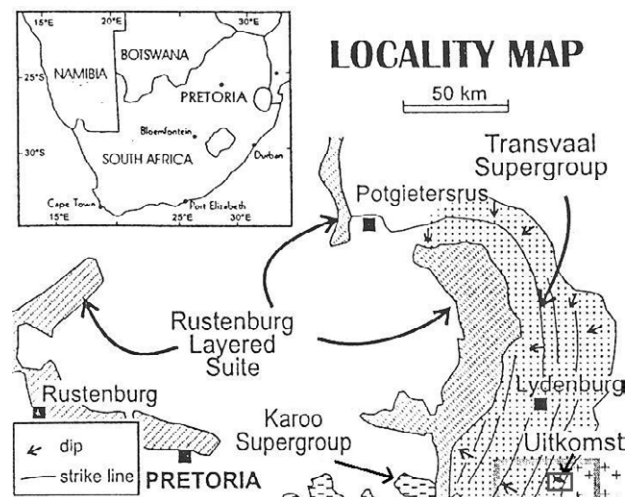 LOCALITY MAP
50 km
15°E
20°E
25°E
30°E
BOTSWANA
NAMIBIA
25°S
PRETORIA
Bloemfontein
30°S
SOUTH AFRICA
Durban
Cape Town
Port Elizabeth
15°E
20°E
25°E
30°E
Transvaal
Supergroup
Potgietersrus
Rustenburg
Layered
Suite
Rustenburg
Lydenburg
Karoo
Supergroup
Uitkomst
dip
strike line
PRETORIA